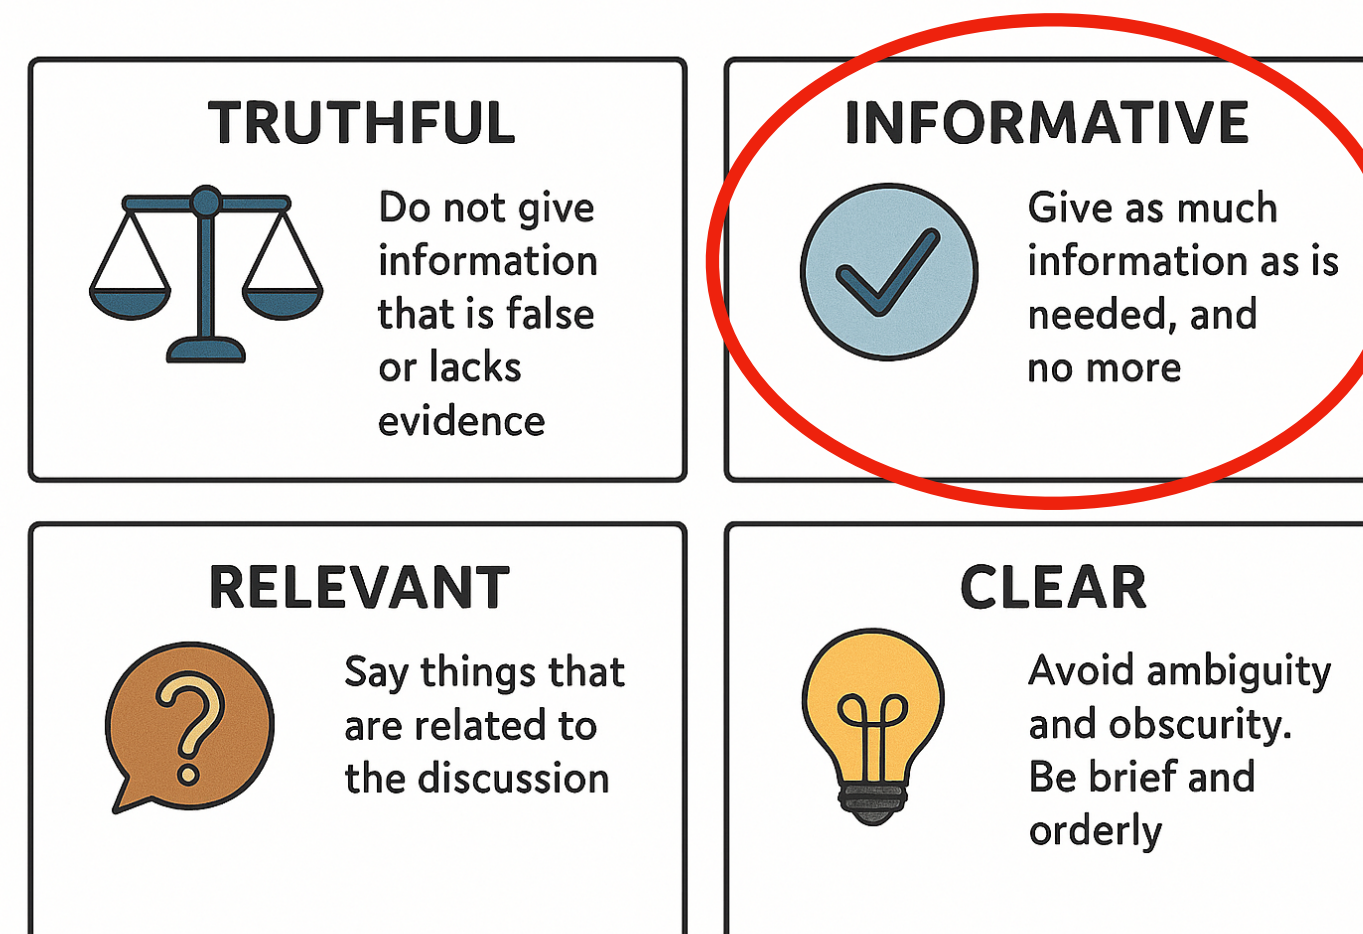 TRUTHFUL
Do not give
information
that is false
or lacks
evidence
INFORMATIVE
Give as much
information as is
needed, and
no more
RELEVANT
Say things that
are related to
the discussion
CLEAR
Avoid ambiguity
and obscurity.
Be brief and
orderly